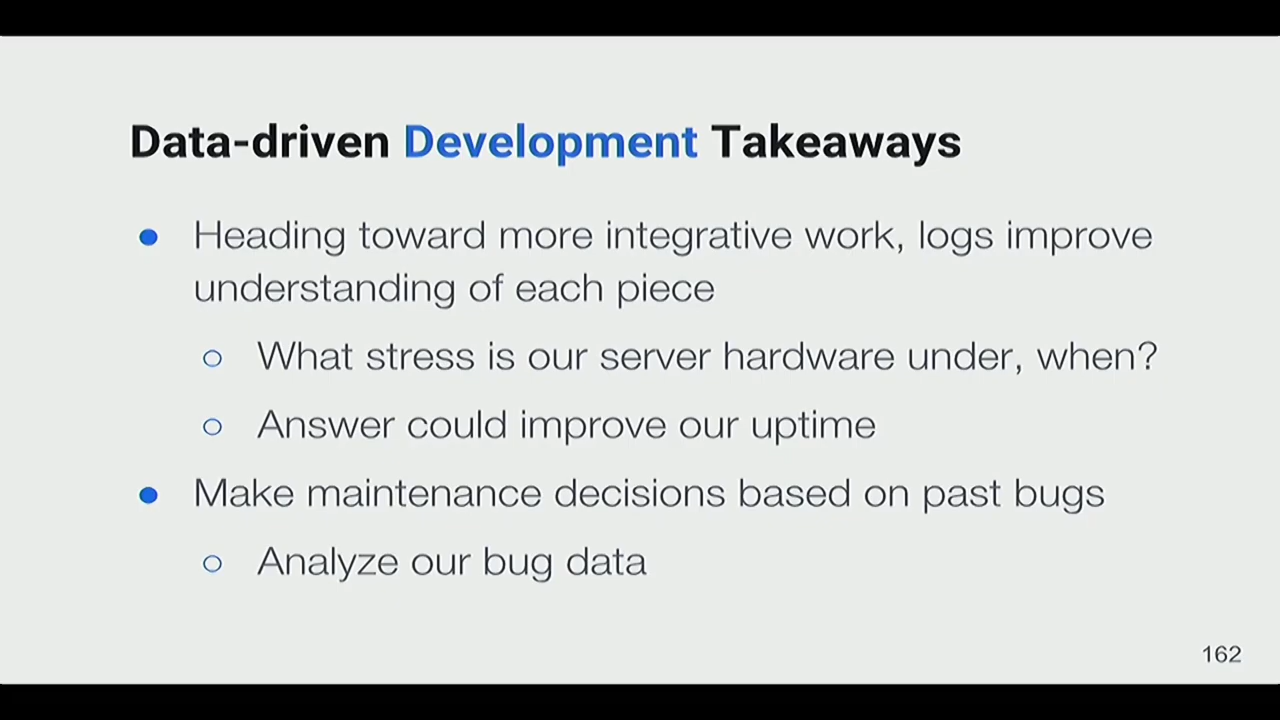 Data-driven Development Takeaways
● Heading toward more integrative work, logs improve
understanding of each piece
○ What stress is our server hardware under, when?
○ Answer could improve our uptime
● Make maintenance decisions based on past bugs
○ Analyze our bug data
162